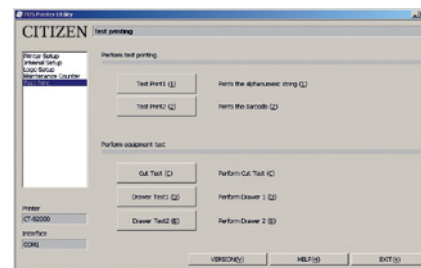 POS Printer Utility
CITIZEN
Test printing
Printer Setup
Internal Setup
Logo Setup
Maintenance Counter
Test Print
Perform test printing.
Test Print1 (1) Prints the alphanumeric string (1)
Test Print2 (2) Prints the barcode (2)
Perform equipment test.
Cut Test (C) Perform Cut Test (C)
Drawer Test1 (D) Perform Drawer 1 (D)
Drawer Test2 (E) Perform Drawer 2 (E)
Printer
CT-S2000
Interface
COM1
VERSION(V) HELP(H) EXIT(X)